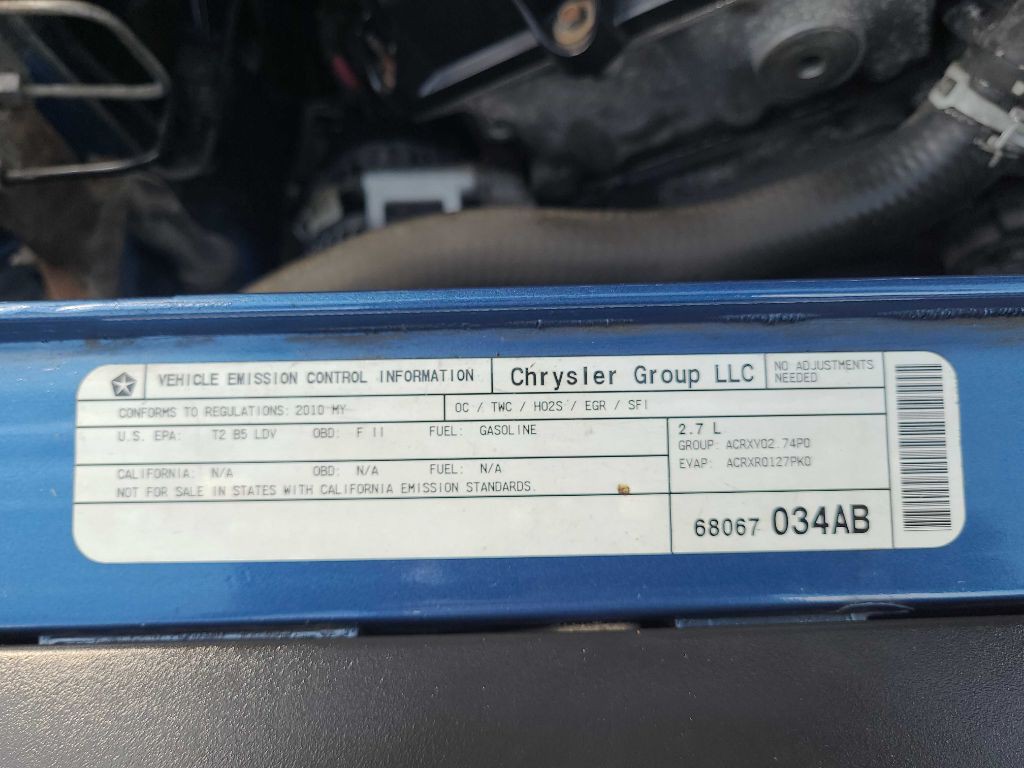 VEHICLE EMISSION CONTROL INFORMATION
Chrysler Group LLC
NO ADJUSTMENTS
NEEDED
CONFORMS TO REGULATIONS: 2010 MY
OC / TWC / HO2S / EGR / SFI
U.S. EPA: T2 B5 LDV OBD: F II FUEL: GASOLINE
2.7 L
GROUP: ACRXV02.74P0
EVAP: ACRXR0127PK0
CALIFORNIA: N/A OBD: N/A FUEL: N/A
NOT FOR SALE IN STATES WITH CALIFORNIA EMISSION STANDARDS.
68067 034AB